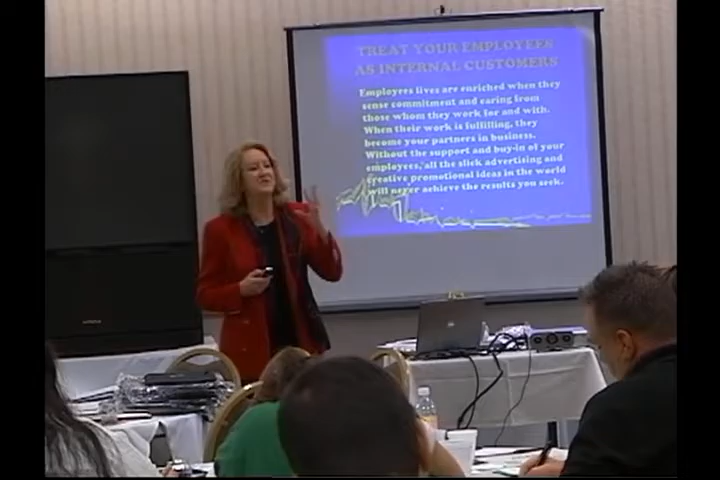 TREAT YOUR EMPLOYEES
AS INTERNAL CUSTOMERS
Employees lives are enriched when they
sense commitment and caring from
those whom they work for and with.
When their work is fulfilling, they
become your partners in business.
Without the support and buy-in of your
employees, all the slick advertising and
creative promotional ideas in the world
will never achieve the results you seek.